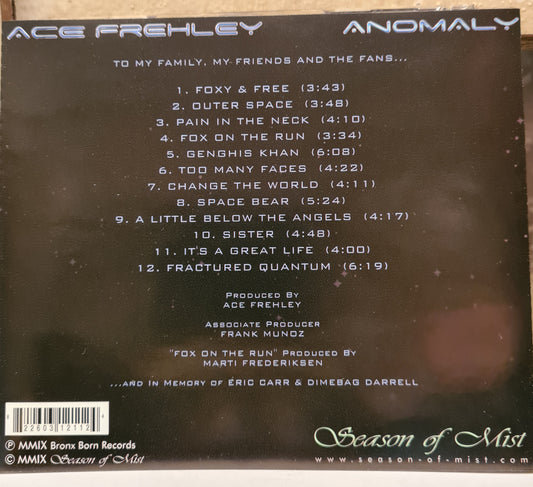 ACE FREHLEY ANOMALY
TO MY FAMILY, MY FRIENDS AND THE FANS...
1. FOXY & FREE (3:43)
2. OUTER SPACE (3:48)
3. PAIN IN THE NECK (4:10)
4. FOX ON THE RUN (3:34)
5. GENGHIS KHAN (6:08)
6. TOO MANY FACES (4:22)
7. CHANGE THE WORLD (4:11)
8. SPACE BEAR (5:24)
9. A LITTLE BELOW THE ANGELS (4:17)
10. SISTER (4:48)
11. IT'S A GREAT LIFE (4:00)
12. FRACTURED QUANTUM (6:19)
PRODUCED BY
ACE FREHLEY
ASSOCIATE PRODUCER
FRANK MUNOZ
"FOX ON THE RUN" PRODUCED BY
MARTI FREDERIKSEN
...AND IN MEMORY OF ERIC CARR & DIMEBAG DARRELL
8 22603 12112 4
℗ MMIX Bronx Born Records
© MMIX Season of Mist
Season of Mist
www.season-of-mist.com